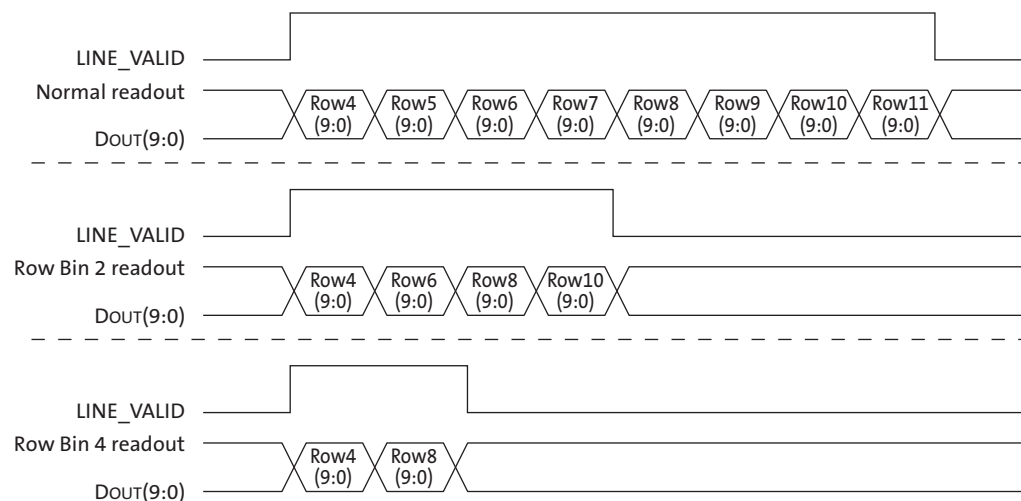 LINE_VALID
Normal readout
Row4 Row5 Row6 Row7 Row8 Row9 Row10 Row11
(9:0) (9:0) (9:0) (9:0) (9:0) (9:0) (9:0) (9:0)
DOUT(9:0)
LINE_VALID
Row Bin 2 readout
Row4 Row6 Row8 Row10
(9:0) (9:0) (9:0) (9:0)
DOUT(9:0)
LINE_VALID
Row Bin 4 readout
Row4 Row8
(9:0) (9:0)
DOUT(9:0)